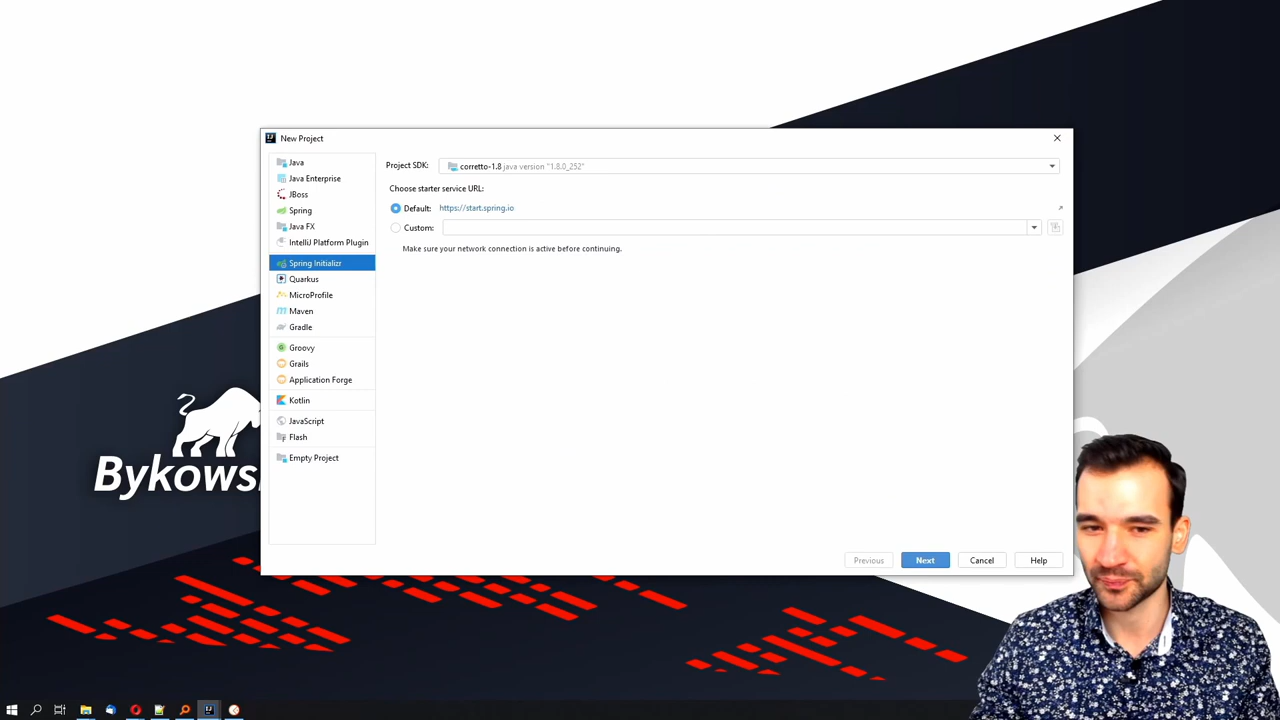 New Project
Java
Java Enterprise
JBoss
Spring
Java FX
IntelliJ Platform Plugin
Spring Initializr
Quarkus
MicroProfile
Maven
Gradle
Groovy
Grails
Application Forge
Kotlin
JavaScript
Flash
Empty Project
Project SDK: corretto-1.8 java version "1.8.0_252"
Choose starter service URL:
Default: https://start.spring.io
Custom:
Make sure your network connection is active before continuing.
Previous Next Cancel Help